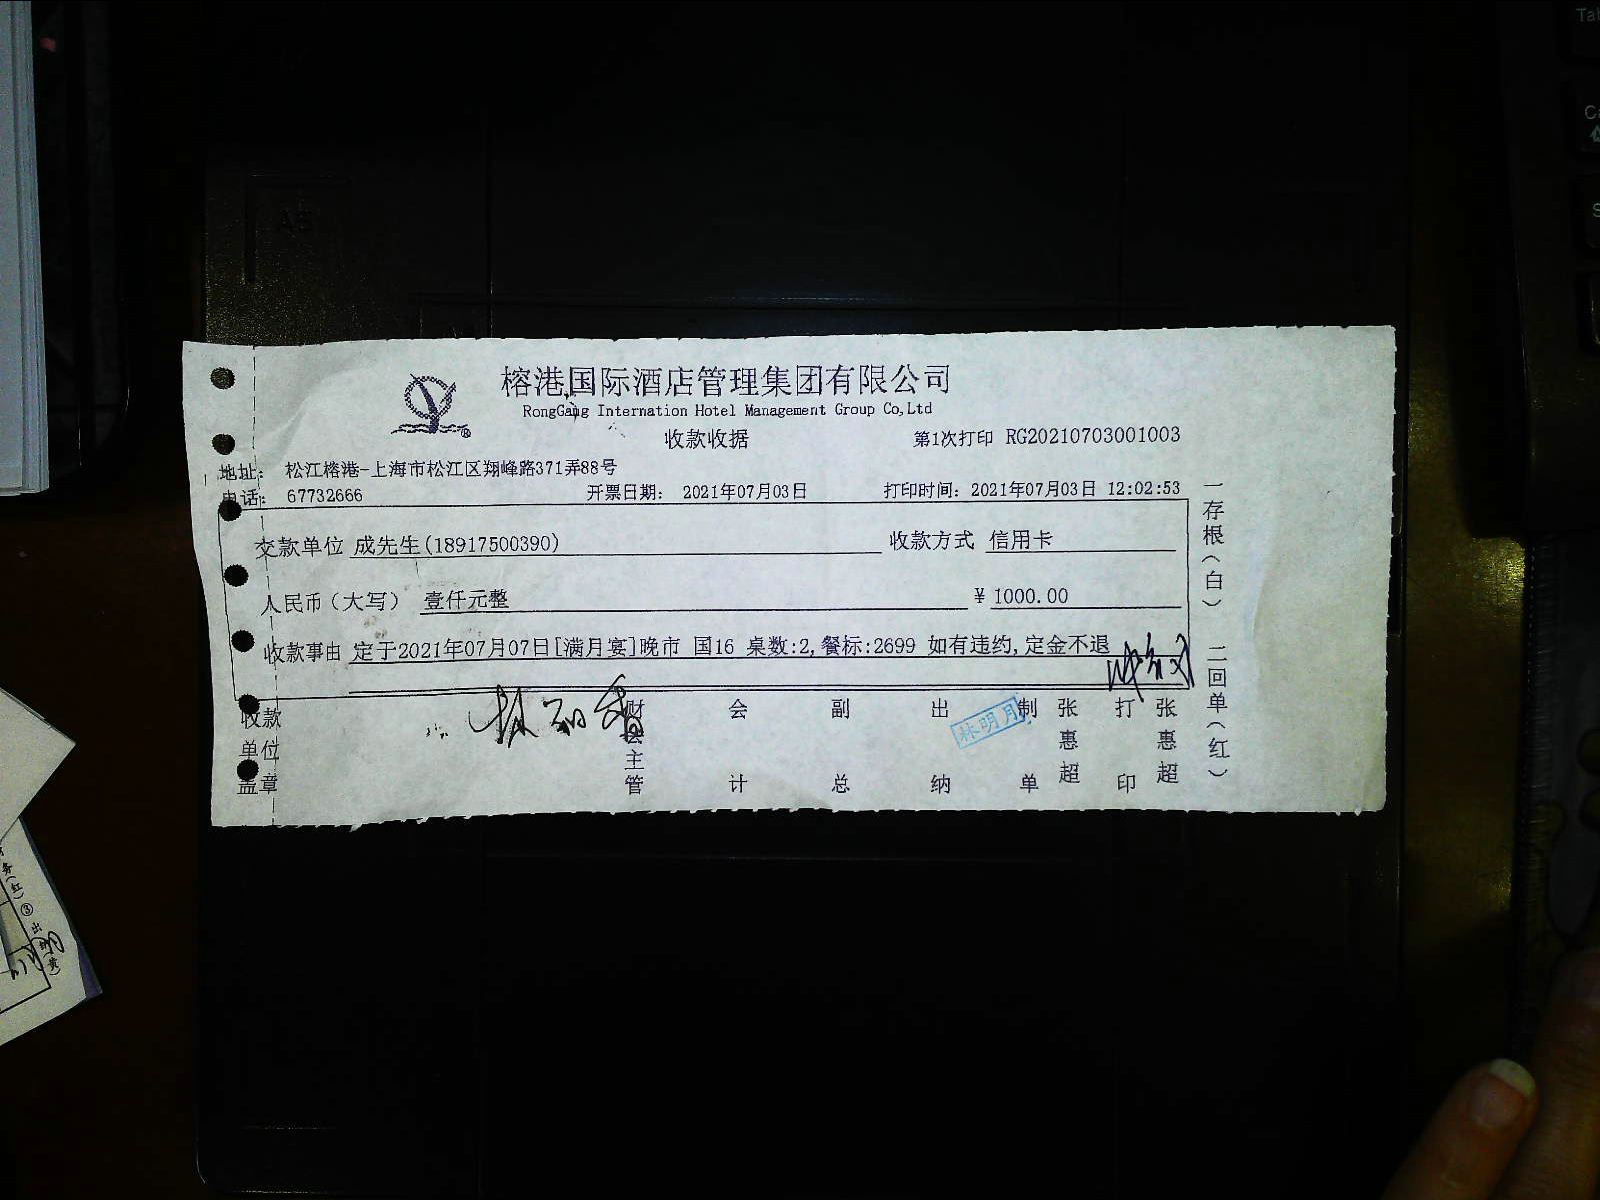 榕港国际酒店管理集团有限公司
RongGang Internation Hotel Management Group Co,Ltd
收款收据
第1次打印 RG20210703001003
地址: 松江榕港-上海市松江区翔峰路371弄88号
电话: 67732666 开票日期: 2021年07月03日 打印时间: 2021年07月03日 12:02:53
交款单位 成先生(18917500390) 收款方式 信用卡
人民币(大写) 壹仟元整 ¥1000.00
收款事由 定于2021年07月07日[满月宴]晚市 国16 桌数:2,餐标:2699 如有违约,定金不退
收款单位盖章
财会主管
会计
副总
出纳
林明月
制单
张惠超
打印
张惠超
一存根(白) 二回单(红)
务(红)③出
(黄)